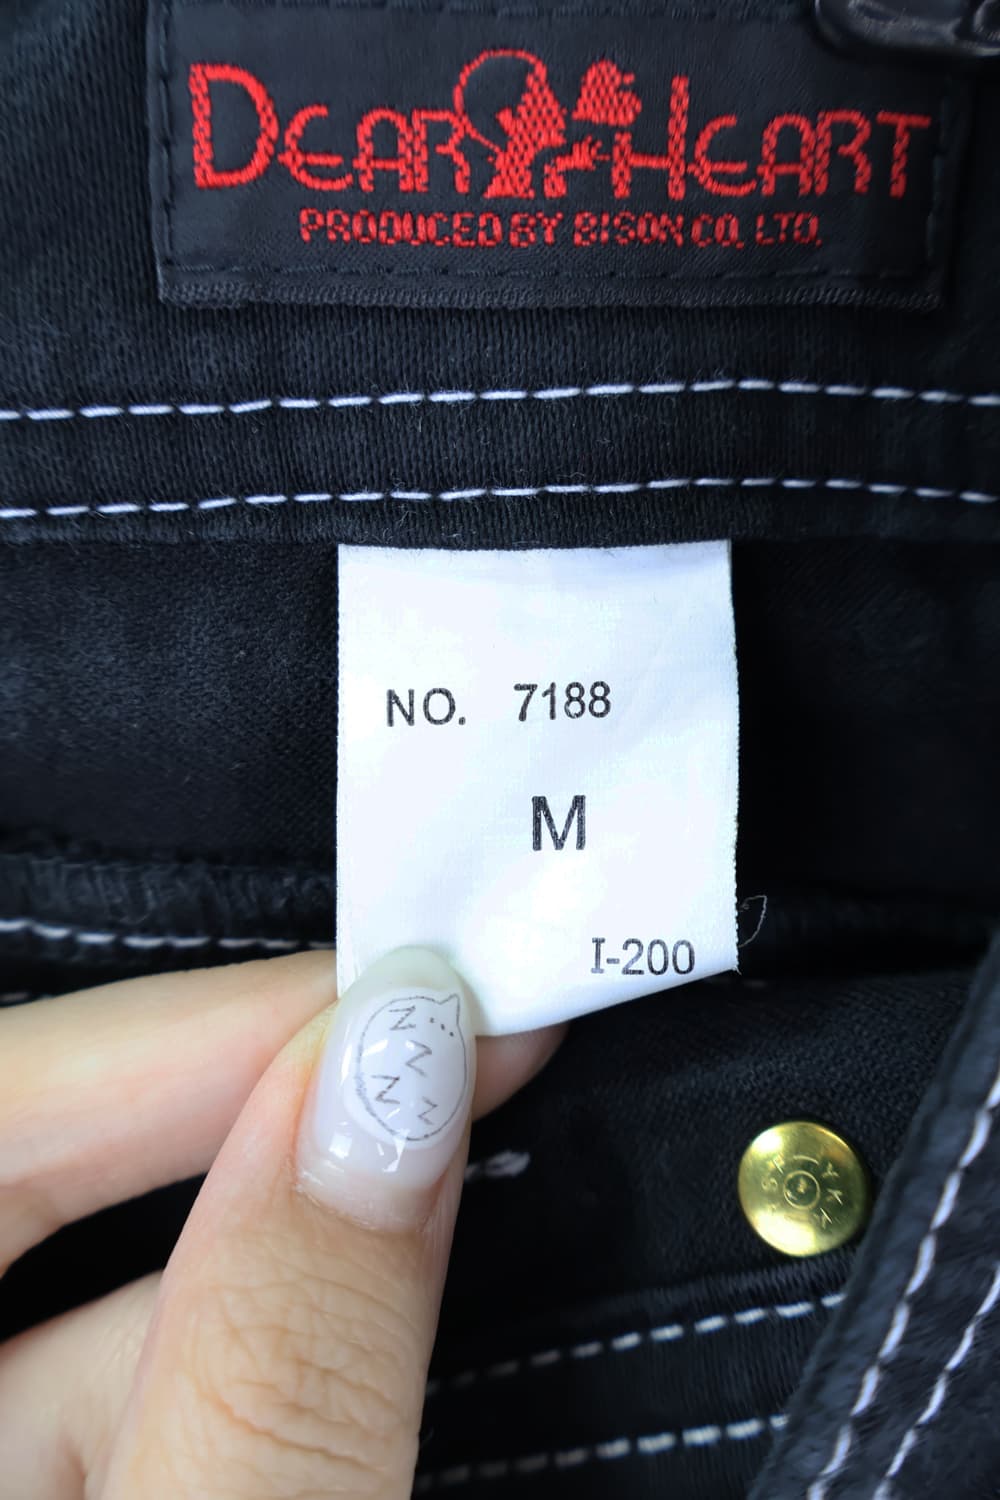 DEAR HEART
PRODUCED BY BISON CO. LTD.
NO. 7188
M
I-200
Z
Z
Z
Z